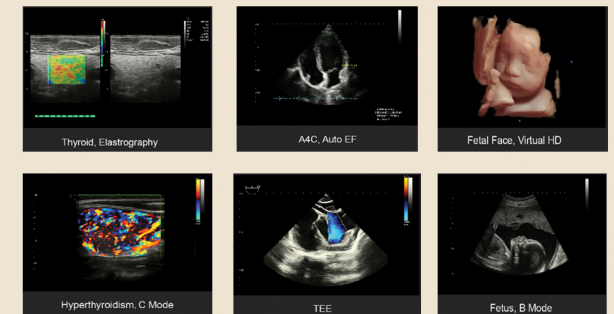 Thyroid, Elastrography
A4C, Auto EF
Fetal Face, Virtual HD
Hyperthyroidism, C Mode
TEE
Fetus, B Mode